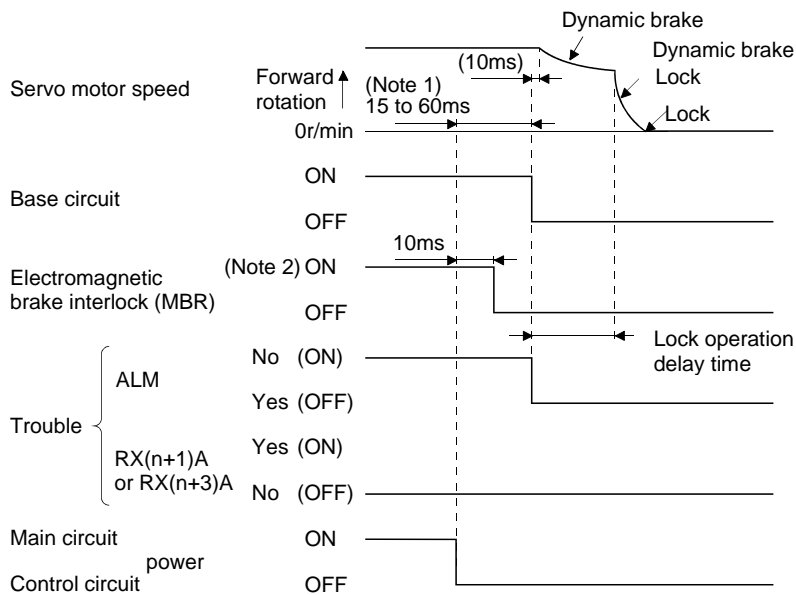 Dynamic brake
Dynamic brake
Lock
Lock
(10ms)
Servo motor speed
Forward
rotation
(Note 1)
15 to 60ms
0r/min
Base circuit
ON
OFF
10ms
Electromagnetic
brake interlock (MBR)
(Note 2) ON
OFF
Lock operation
delay time
Trouble
ALM
No (ON)
Yes (OFF)
RX(n+1)A
or RX(n+3)A
Yes (ON)
No (OFF)
Main circuit
power
Control circuit
ON
OFF